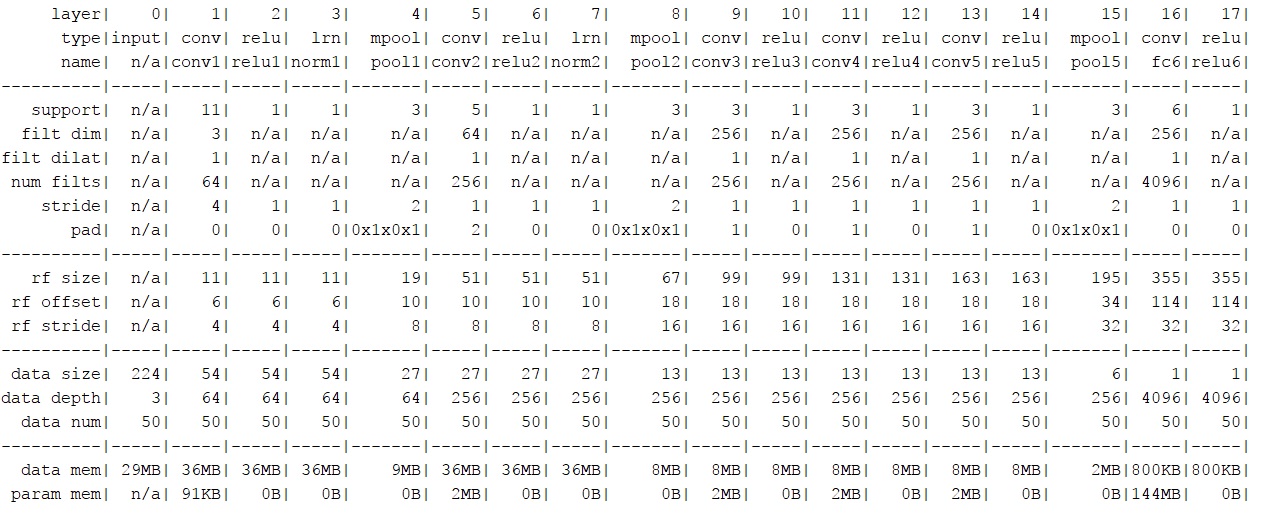 layer| 0| 1| 2| 3| 4| 5| 6| 7| 8| 9| 10| 11| 12| 13| 14| 15| 16| 17|
type|input| conv| relu| lrn| mpool| conv| relu| lrn| mpool| conv| relu| conv| relu| conv| relu| mpool| conv| relu|
name| n/a|conv1|relu1|norm1| pool1|conv2|relu2|norm2| pool2|conv3|relu3|conv4|relu4|conv5|relu5| pool5| fc6|relu6|
----------|-----|-----|-----|-----|-------|-----|-----|-----|-------|-----|-----|-----|-----|-----|-----|-------|-----|-----|
support| n/a| 11| 1| 1| 3| 5| 1| 1| 3| 3| 1| 3| 1| 3| 1| 3| 6| 1|
filt dim| n/a| 3| n/a| n/a| n/a| 64| n/a| n/a| n/a| 256| n/a| 256| n/a| 256| n/a| n/a| 256| n/a|
filt dilat| n/a| 1| n/a| n/a| n/a| 1| n/a| n/a| n/a| 1| n/a| 1| n/a| 1| n/a| n/a| 1| n/a|
num filts| n/a| 64| n/a| n/a| n/a| 256| n/a| n/a| n/a| 256| n/a| 256| n/a| 256| n/a| n/a| 4096| n/a|
stride| n/a| 4| 1| 1| 2| 1| 1| 1| 2| 1| 1| 1| 1| 1| 1| 2| 1| 1|
pad| n/a| 0| 0| 0|0x1x0x1| 2| 0| 0|0x1x0x1| 1| 0| 1| 0| 1| 0|0x1x0x1| 0| 0|
----------|-----|-----|-----|-----|-------|-----|-----|-----|-------|-----|-----|-----|-----|-----|-----|-------|-----|-----|
rf size| n/a| 11| 11| 11| 19| 51| 51| 51| 67| 99| 99| 131| 131| 163| 163| 195| 355| 355|
rf offset| n/a| 6| 6| 6| 10| 10| 10| 10| 18| 18| 18| 18| 18| 18| 18| 34| 114| 114|
rf stride| n/a| 4| 4| 4| 8| 8| 8| 8| 16| 16| 16| 16| 16| 16| 16| 32| 32| 32|
----------|-----|-----|-----|-----|-------|-----|-----|-----|-------|-----|-----|-----|-----|-----|-----|-------|-----|-----|
data size| 224| 54| 54| 54| 27| 27| 27| 27| 13| 13| 13| 13| 13| 13| 13| 6| 1| 1|
data depth| 3| 64| 64| 64| 64| 256| 256| 256| 256| 256| 256| 256| 256| 256| 256| 256| 4096| 4096|
data num| 50| 50| 50| 50| 50| 50| 50| 50| 50| 50| 50| 50| 50| 50| 50| 50| 50| 50|
----------|-----|-----|-----|-----|-------|-----|-----|-----|-------|-----|-----|-----|-----|-----|-----|-------|-----|-----|
data mem| 29MB| 36MB| 36MB| 36MB| 9MB| 36MB| 36MB| 36MB| 8MB| 8MB| 8MB| 8MB| 8MB| 8MB| 8MB| 2MB|800KB|800KB|
param mem| n/a| 91KB| 0B| 0B| 0B| 2MB| 0B| 0B| 0B| 2MB| 0B| 2MB| 0B| 2MB| 0B| 0B|144MB| 0B|